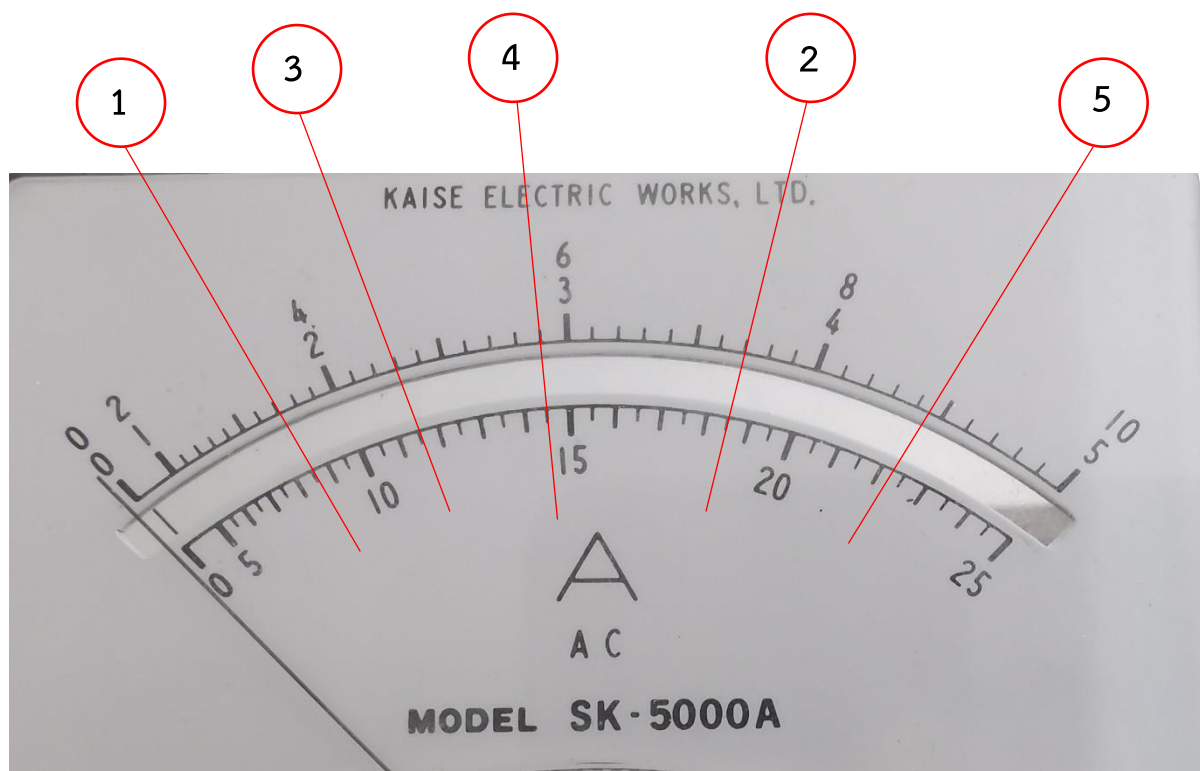 1 3 4 2 5
KAISE ELECTRIC WORKS, LTD.
0 2 4 6 8 10
0 1 2 3 4 5
0 5 10 15 20 25
A
AC
MODEL SK-5000A